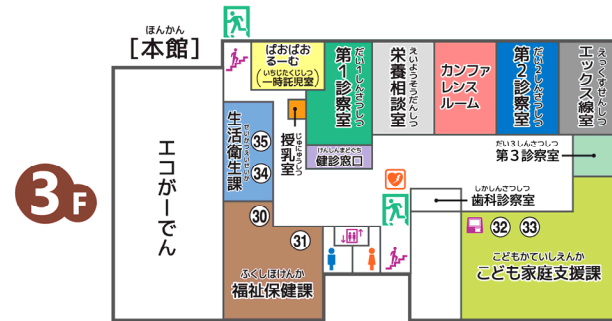 ほんかん
［本館］
3F
エコがーでん
ぱおぱお
るーむ
いちじたくじしつ
（一時託児室）
だい1しんさつしつ
第1診察室
えいようそうだんしつ
栄養相談室
カンファ
レンス
ルーム
だい2しんさつしつ
第2診察室
えっくすせんしつ
エックス線室
せいかつえいせいか
生活衛生課
35
34
じゅにゅうしつ
授乳室
けんしんまどぐち
健診窓口
だい3しんさつしつ
第3診察室
しかしんさつしつ
歯科診察室
30
31
ふくしほけんか
福祉保健課
32
33
こどもかていしえんか
こども家庭支援課